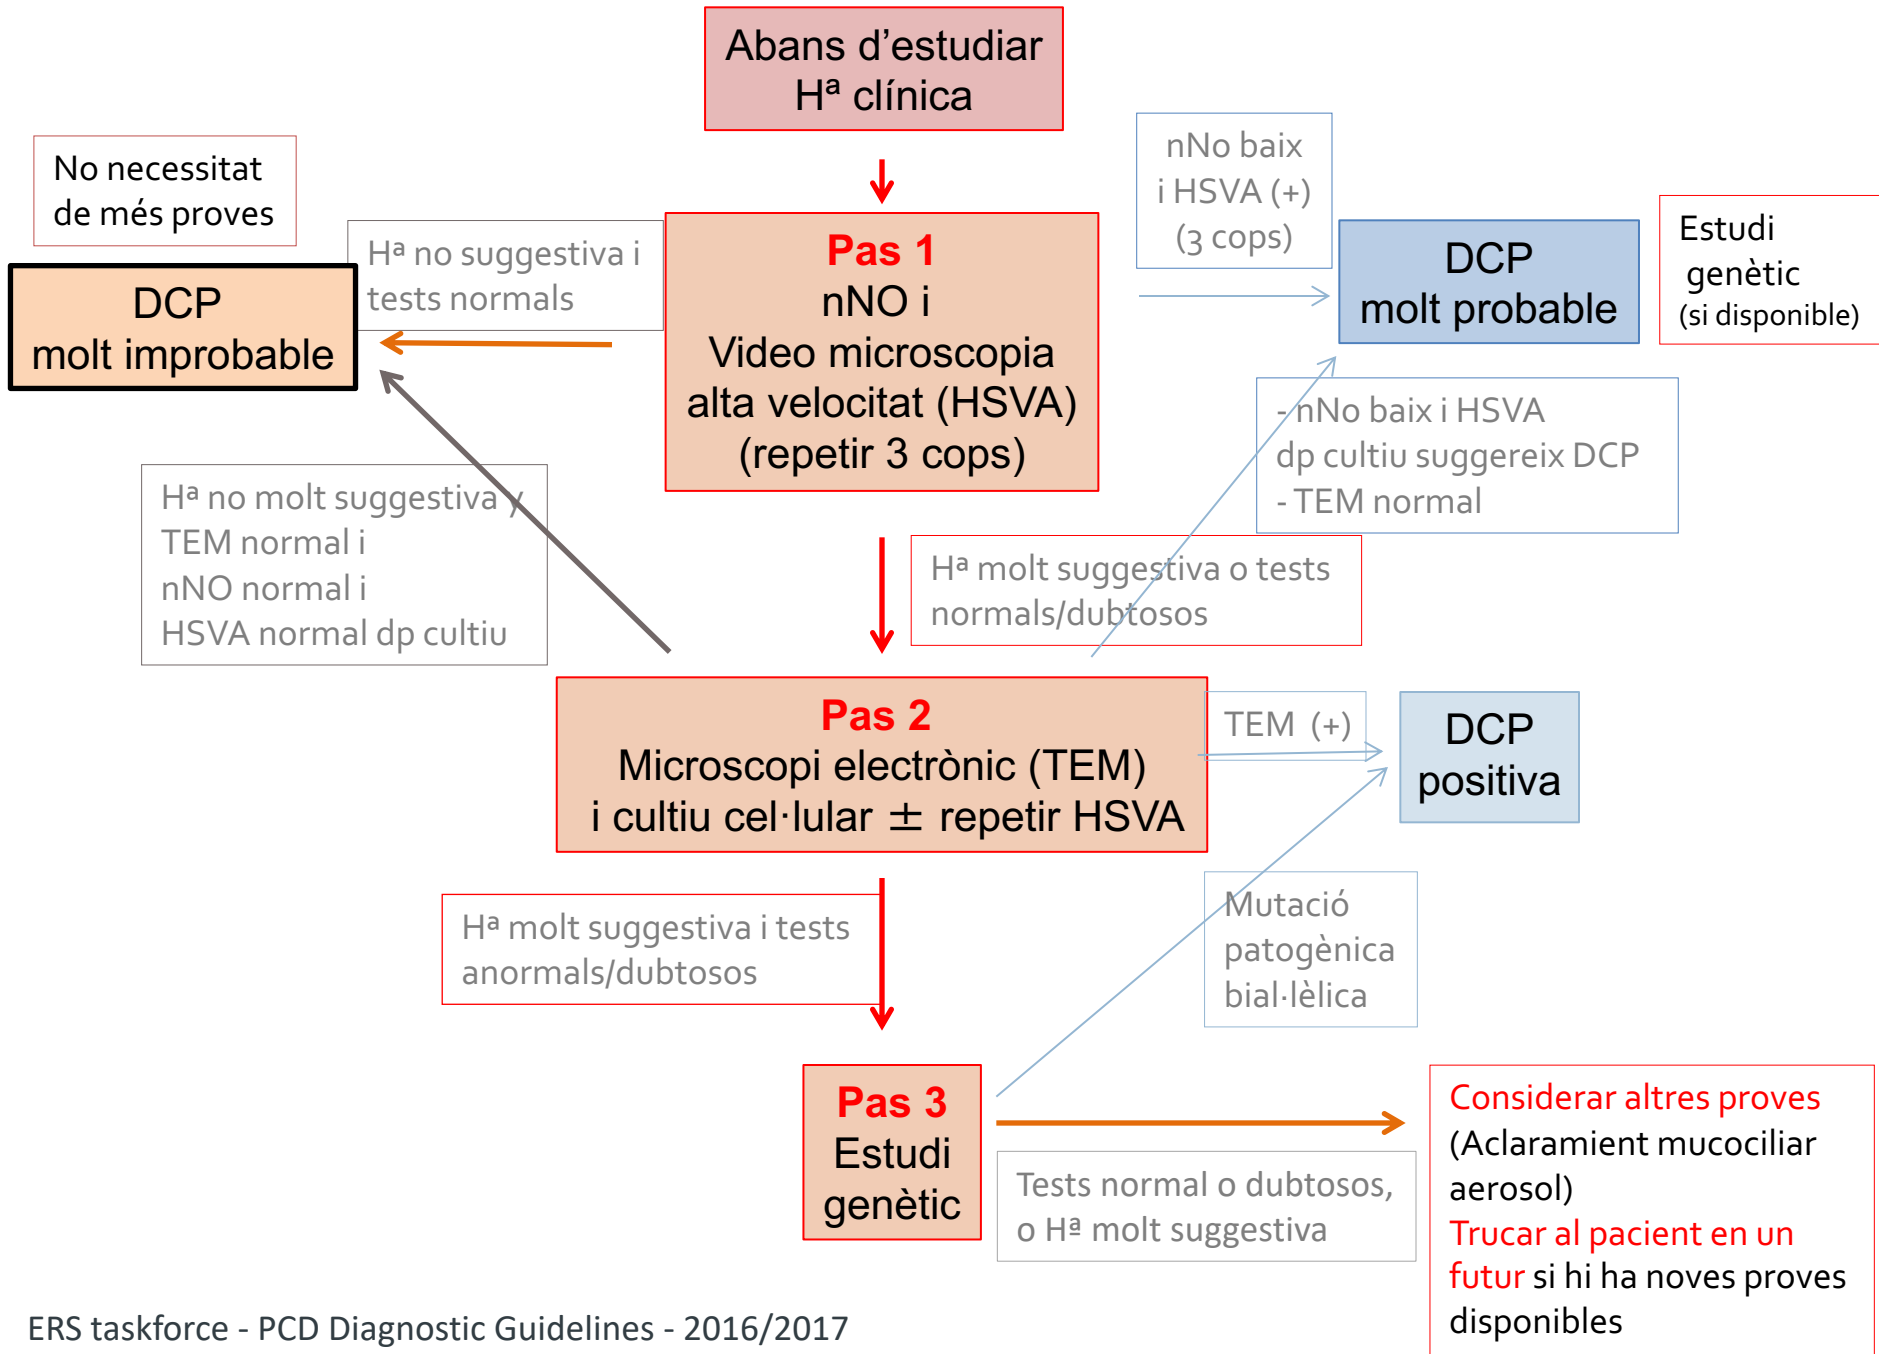 Abans d'estudiar
Hª clínica
No necessitat
de més proves
nNo baix
i HSVA (+)
(3 cops)
Hª no suggestiva i
tests normals
Pas 1
nNO i
Video microscopia
alta velocitat (HSVA)
(repetir 3 cops)
DCP
molt probable
Estudi
genètic
(si disponible)
DCP
molt improbable
- nNo baix i HSVA
dp cultiu suggereix DCP
- TEM normal
Hª no molt suggestiva y
TEM normal i
nNO normal i
HSVA normal dp cultiu
Hª molt suggestiva o tests
normals/dubtosos
Pas 2
Microscopi electrònic (TEM)
i cultiu cel·lular ± repetir HSVA
TEM (+)
DCP
positiva
Hª molt suggestiva i tests
anormals/dubtosos
Mutació
patogènica
bial·lèlica
Pas 3
Estudi
genètic
Tests normal o dubtosos,
o Hª molt suggestiva
Considerar altres proves
(Aclaramient mucociliar
aerosol)
Trucar al pacient en un
futur si hi ha noves proves
disponibles
ERS taskforce - PCD Diagnostic Guidelines - 2016/2017